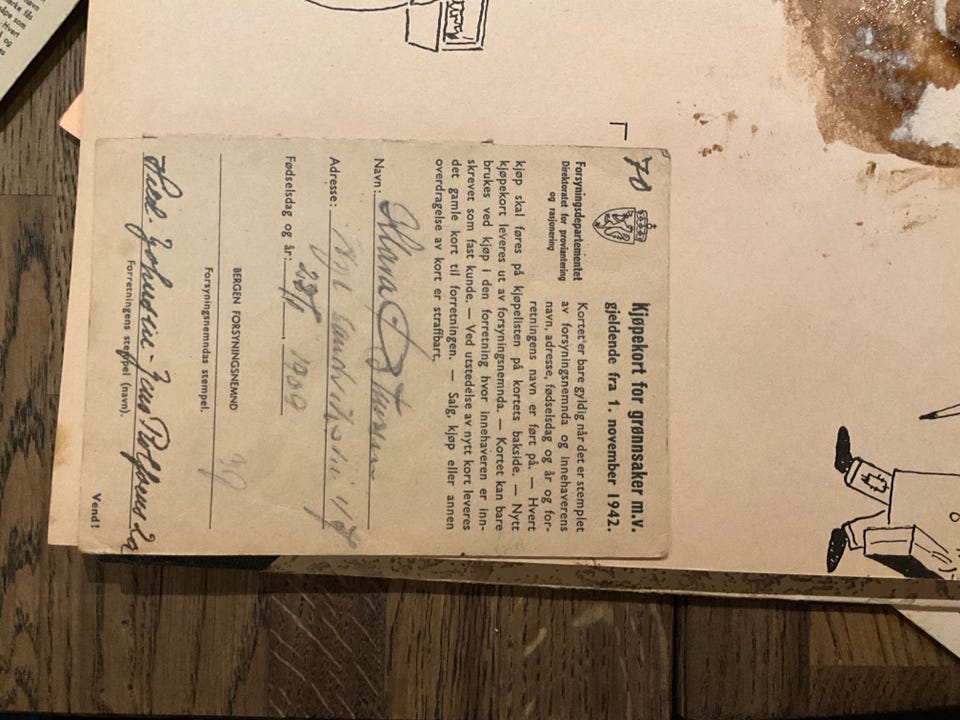 70
Forsyningsdepartementet
Direktoratet for proviantering
og rasjonering
Kjøpekort for grønnsaker m.v.
gjeldende fra 1. november 1942.
Kortet er bare gyldig når det er stemplet
av forsyningsnemnda og innehaverens
navn, adresse, fødselsdag og år og for-
retningens navn er ført på. — Hvert
kjøp skal føres på kjøpelisten på kortets bakside. — Nytt
kjøpekort leveres ut av forsyningsnemnda. — Kortet kan bare
brukes ved kjøp i den forretning hvor innehaveren er inn-
skrevet som fast kunde. — Ved utstedelse av nytt kort leveres
det gamle kort til forretningen. — Salg, kjøp eller annen
overdragelse av kort er straffbart.
Navn: Klara
Adresse:
Fødselsdag og år: 1909
BERGEN FORSYNINGSNEMND
Forsyningsnemndas stempel.
Forretningens stempel (navn).
Vend!